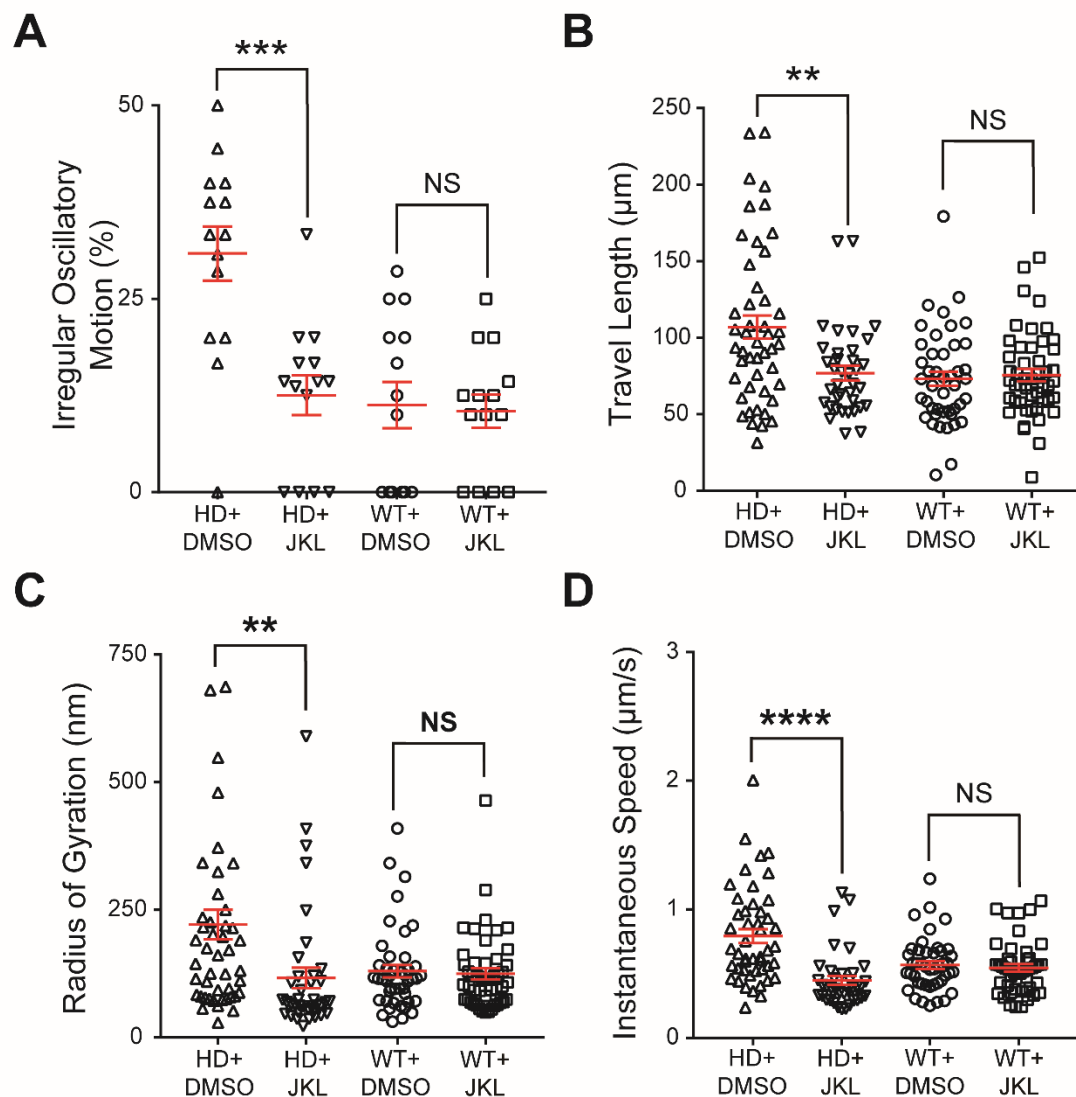 A
***
NS
50
25
0
Irregular Oscillatory
Motion (%)
HD+
DMSO
HD+
JKL
WT+
DMSO
WT+
JKL
B
**
NS
250
200
150
100
50
0
Travel Length (µm)
HD+
DMSO
HD+
JKL
WT+
DMSO
WT+
JKL
C
**
NS
750
500
250
0
Radius of Gyration (nm)
HD+
DMSO
HD+
JKL
WT+
DMSO
WT+
JKL
D
****
NS
3
2
1
0
Instantaneous Speed (µm/s)
HD+
DMSO
HD+
JKL
WT+
DMSO
WT+
JKL